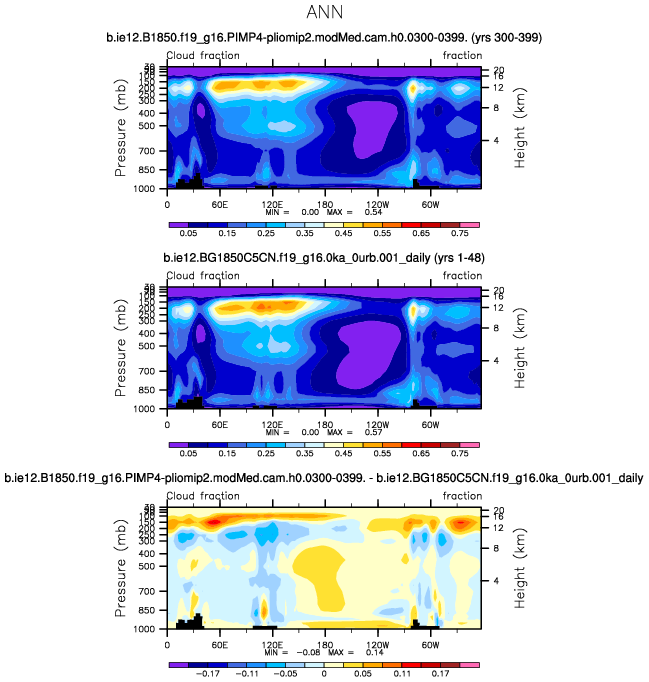 ANN
b.ie12.B1850.f19_g16.PIMP4-pliomip2.modMed.cam.h0.0300-0399. (yrs 300-399)
Cloud fraction fraction
Pressure (mb)
50
70
100
150
200
250
300
400
500
700
850
1000
20
16
12
8
4
Height (km)
0 60E 120E 180 120W 60W
MIN = 0.00 MAX = 0.54
0.05 0.15 0.25 0.35 0.45 0.55 0.65 0.75
b.ie12.BG1850C5CN.f19_g16.0ka_0urb.001_daily (yrs 1-48)
Cloud fraction fraction
Pressure (mb)
50
70
100
150
200
250
300
400
500
700
850
1000
20
16
12
8
4
Height (km)
0 60E 120E 180 120W 60W
MIN = 0.00 MAX = 0.57
0.05 0.15 0.25 0.35 0.45 0.55 0.65 0.75
b.ie12.B1850.f19_g16.PIMP4-pliomip2.modMed.cam.h0.0300-0399. - b.ie12.BG1850C5CN.f19_g16.0ka_0urb.001_daily
Cloud fraction fraction
Pressure (mb)
50
70
100
150
200
250
300
400
500
700
850
1000
20
16
12
8
4
Height (km)
0 60E 120E 180 120W 60W
MIN = -0.08 MAX = 0.14
-0.17 -0.11 -0.05 0 0.05 0.11 0.17